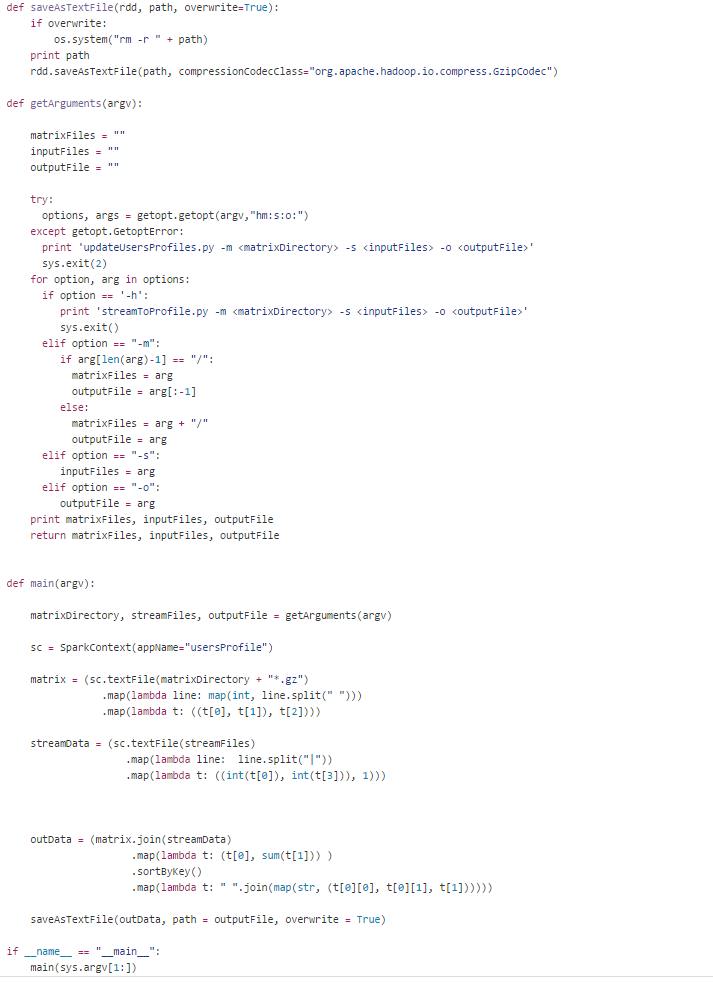 def saveAsTextFile(rdd, path, overwrite=True):
    if overwrite:
        os.system("rm -r " + path)
    print path
    rdd.saveAsTextFile(path, compressionCodecClass="org.apache.hadoop.io.compress.GzipCodec")
def getArguments(argv):
    matrixFiles = ""
    inputFiles = ""
    outputFile = ""
    try:
      options, args = getopt.getopt(argv,"hm:s:o:")
    except getopt.GetoptError:
      print 'updateUsersProfiles.py -m <matrixDirectory> -s <inputFiles> -o <outputFile>'
      sys.exit(2)
    for option, arg in options:
      if option == '-h':
         print 'streamToProfile.py -m <matrixDirectory> -s <inputFiles> -o <outputFile>'
         sys.exit()
      elif option == "-m":
         if arg[len(arg)-1] == "/":
           matrixFiles = arg
           outputFile = arg[:-1]
         else:
           matrixFiles = arg + "/"
           outputFile = arg
      elif option == "-s":
         inputFiles = arg
      elif option == "-o":
         outputFile = arg
    print matrixFiles, inputFiles, outputFile
    return matrixFiles, inputFiles, outputFile
def main(argv):
    matrixDirectory, streamFiles, outputFile = getArguments(argv)
    sc = SparkContext(appName="usersProfile")
    matrix = (sc.textFile(matrixDirectory + "*.gz")
                .map(lambda line: map(int, line.split(" ")))
                .map(lambda t: ((t[0], t[1]), t[2])))
    streamData = (sc.textFile(streamFiles)
                    .map(lambda line:  line.split("|"))
                    .map(lambda t: ((int(t[0]), int(t[3])), 1)))
    outData = (matrix.join(streamData)
                     .map(lambda t: (t[0], sum(t[1])) )
                     .sortByKey()
                     .map(lambda t: " ".join(map(str, (t[0][0], t[0][1], t[1])))))
    saveAsTextFile(outData, path = outputFile, overwrite = True)
if __name__ == "__main__":
    main(sys.argv[1:])